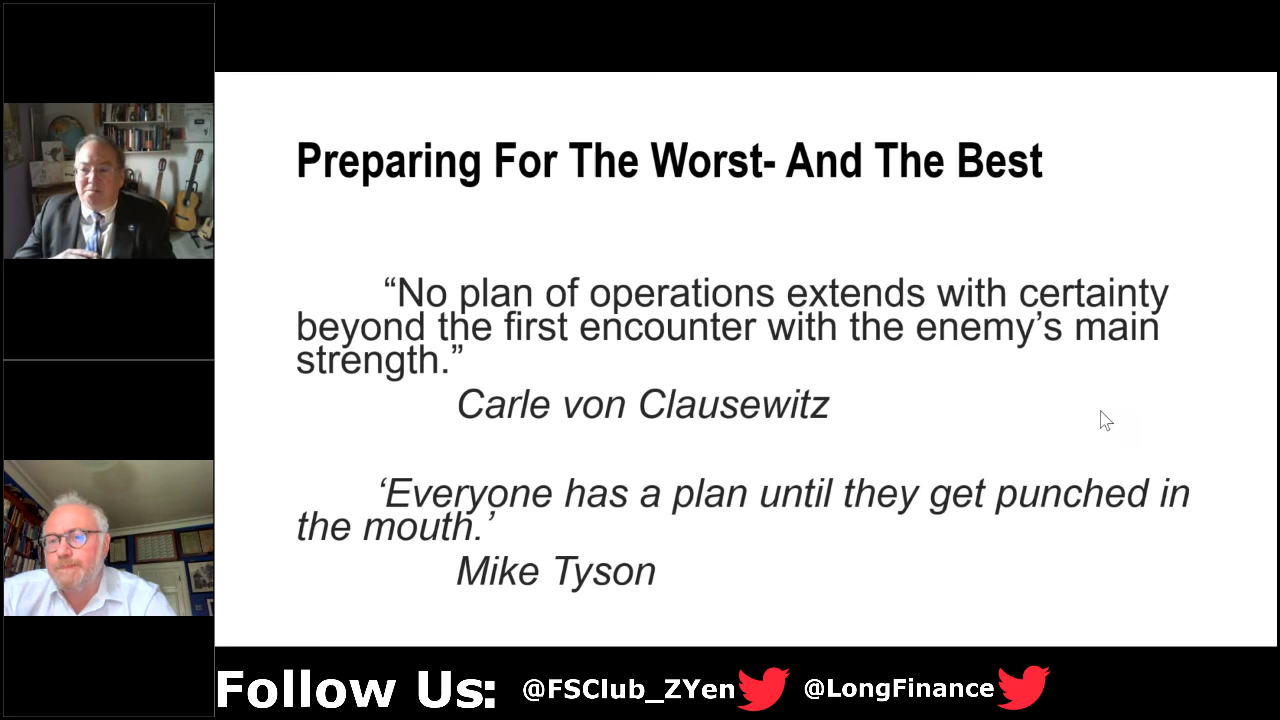 Preparing For The Worst- And The Best
“No plan of operations extends with certainty
beyond the first encounter with the enemy’s main
strength.”
Carle von Clausewitz
‘Everyone has a plan until they get punched in
the mouth.’
Mike Tyson
Follow Us: @FSClub_ZYen @LongFinance